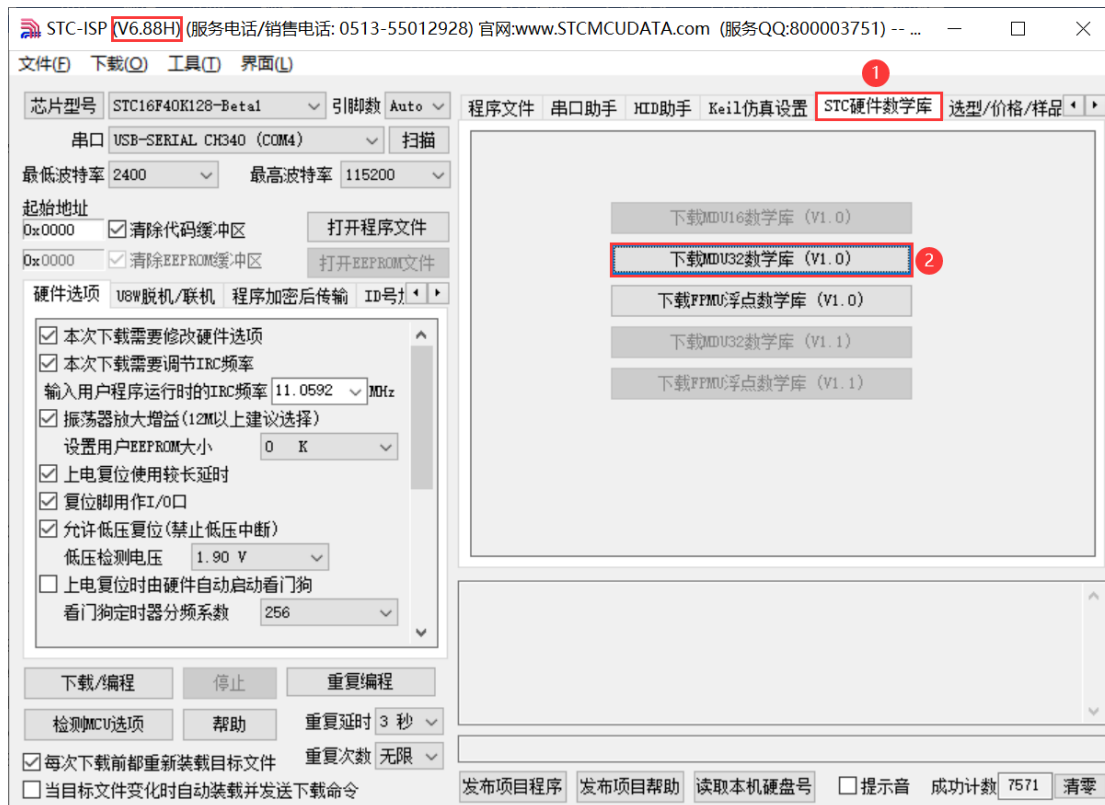 STC-ISP (V6.88H) (服务电话/销售电话: 0513-55012928) 官网:www.STCMCUDATA.com (服务QQ:800003751) -- ...
文件(F) 下载(O) 工具(T) 界面(L)
1
芯片型号 STC16F40K128-Beta1 引脚数 Auto
程序文件 串口助手 HID助手 Keil仿真设置 STC硬件数学库 选型/价格/样品
串口 USB-SERIAL CH340 (COM4) 扫描
最低波特率 2400 最高波特率 115200
起始地址
0x0000 清除代码缓冲区 打开程序文件
0x0000 清除EEPROM缓冲区 打开EEPROM文件
硬件选项 U8W脱机/联机 程序加密后传输 ID号
本次下载需要修改硬件选项
本次下载需要调节IRC频率
输入用户程序运行时的IRC频率 11.0592 MHz
振荡器放大增益(12M以上建议选择)
设置用户EEPROM大小 0 K
上电复位使用较长延时
复位脚用作I/O口
允许低压复位(禁止低压中断)
低压检测电压 1.90 V
上电复位时由硬件自动启动看门狗
看门狗定时器分频系数 256
下载MDU16数学库 (V1.0)
下载MDU32数学库 (V1.0) 2
下载FPMU浮点数学库 (V1.0)
下载MDU32数学库 (V1.1)
下载FPMU浮点数学库 (V1.1)
下载/编程 停止 重复编程
检测MCU选项 帮助 重复延时 3 秒
每次下载前都重新装载目标文件 重复次数 无限
当目标文件变化时自动装载并发送下载命令
发布项目程序 发布项目帮助 读取本机硬盘号 提示音 成功计数 7571 清零